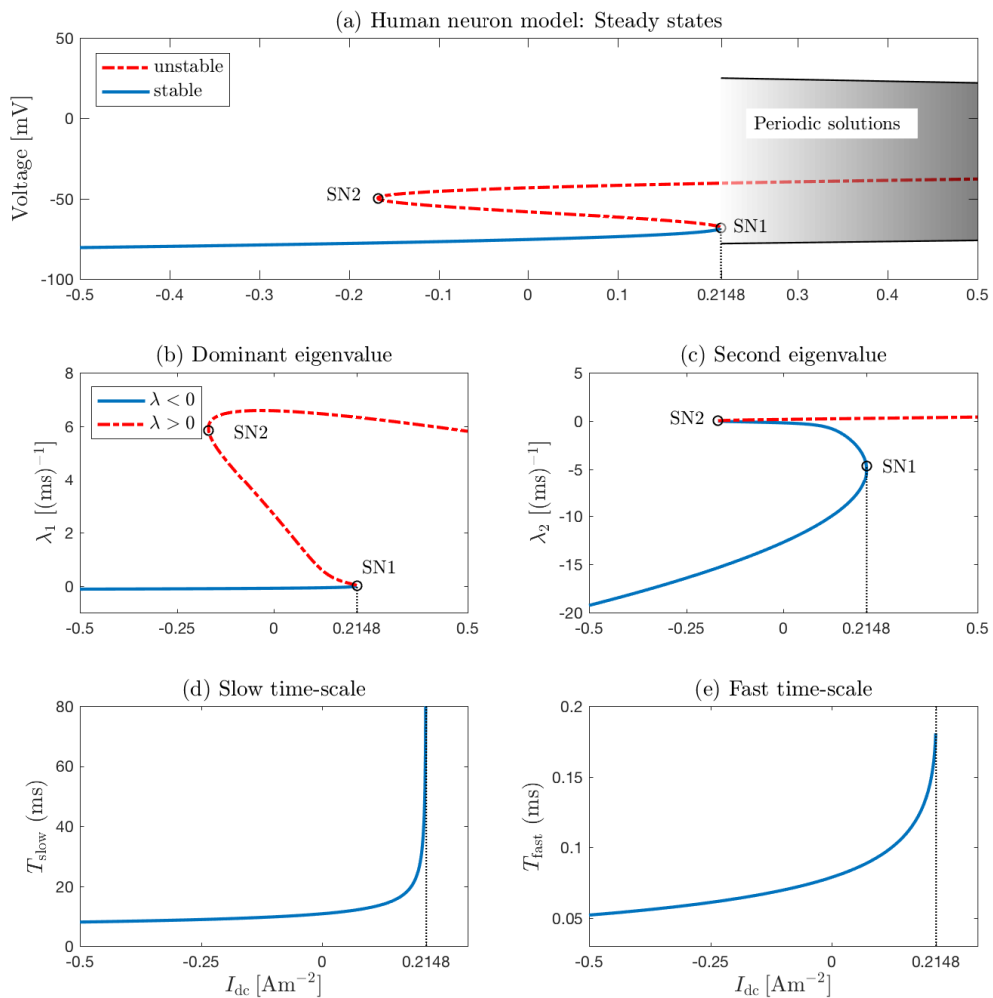 (a) Human neuron model: Steady states
Voltage [mV]
50
0
-50
-100
unstable
stable
Periodic solutions
SN2
SN1
-0.5
-0.4
-0.3
-0.2
-0.1
0
0.1
0.2148
0.3
0.4
0.5
(b) Dominant eigenvalue
λ₁ [(ms)⁻¹]
8
6
4
2
0
λ < 0
λ > 0
SN2
SN1
-0.5
-0.25
0
0.2148
0.5
(c) Second eigenvalue
λ₂ [(ms)⁻¹]
5
0
-5
-10
-15
-20
SN2
SN1
-0.5
-0.25
0
0.2148
0.5
(d) Slow time-scale
T_slow (ms)
80
60
40
20
0
-0.5
-0.25
0
0.2148
I_dc [Am⁻²]
(e) Fast time-scale
T_fast (ms)
0.2
0.15
0.1
0.05
-0.5
-0.25
0
0.2148
I_dc [Am⁻²]